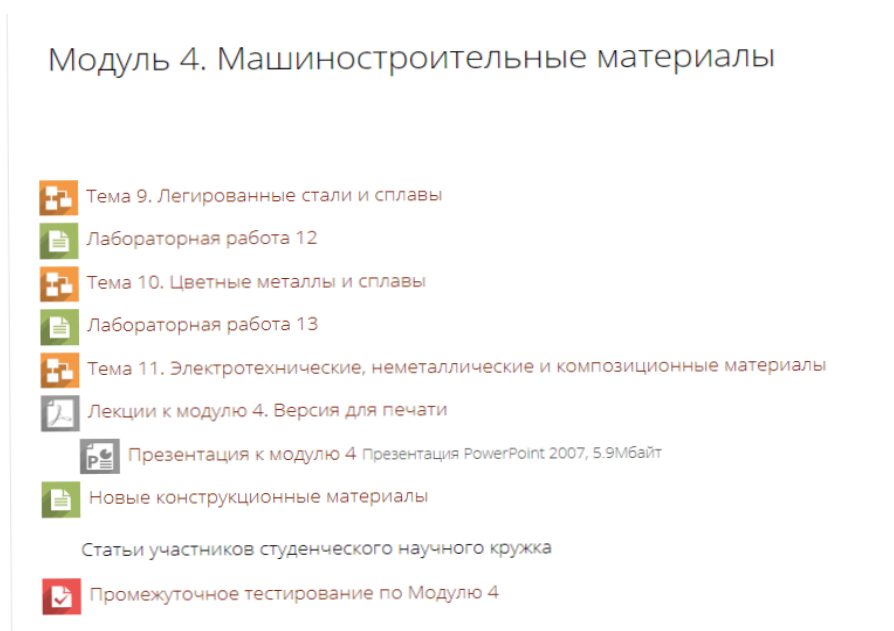 Модуль 4. Машиностроительные материалы
Тема 9. Легированные стали и сплавы
Лабораторная работа 12
Тема 10. Цветные металлы и сплавы
Лабораторная работа 13
Тема 11. Электротехнические, неметаллические и композиционные материалы
Лекции к модулю 4. Версия для печати
Презентация к модулю 4 Презентация PowerPoint 2007, 5.9Мбайт
Новые конструкционные материалы
Статьи участников студенческого научного кружка
Промежуточное тестирование по Модулю 4